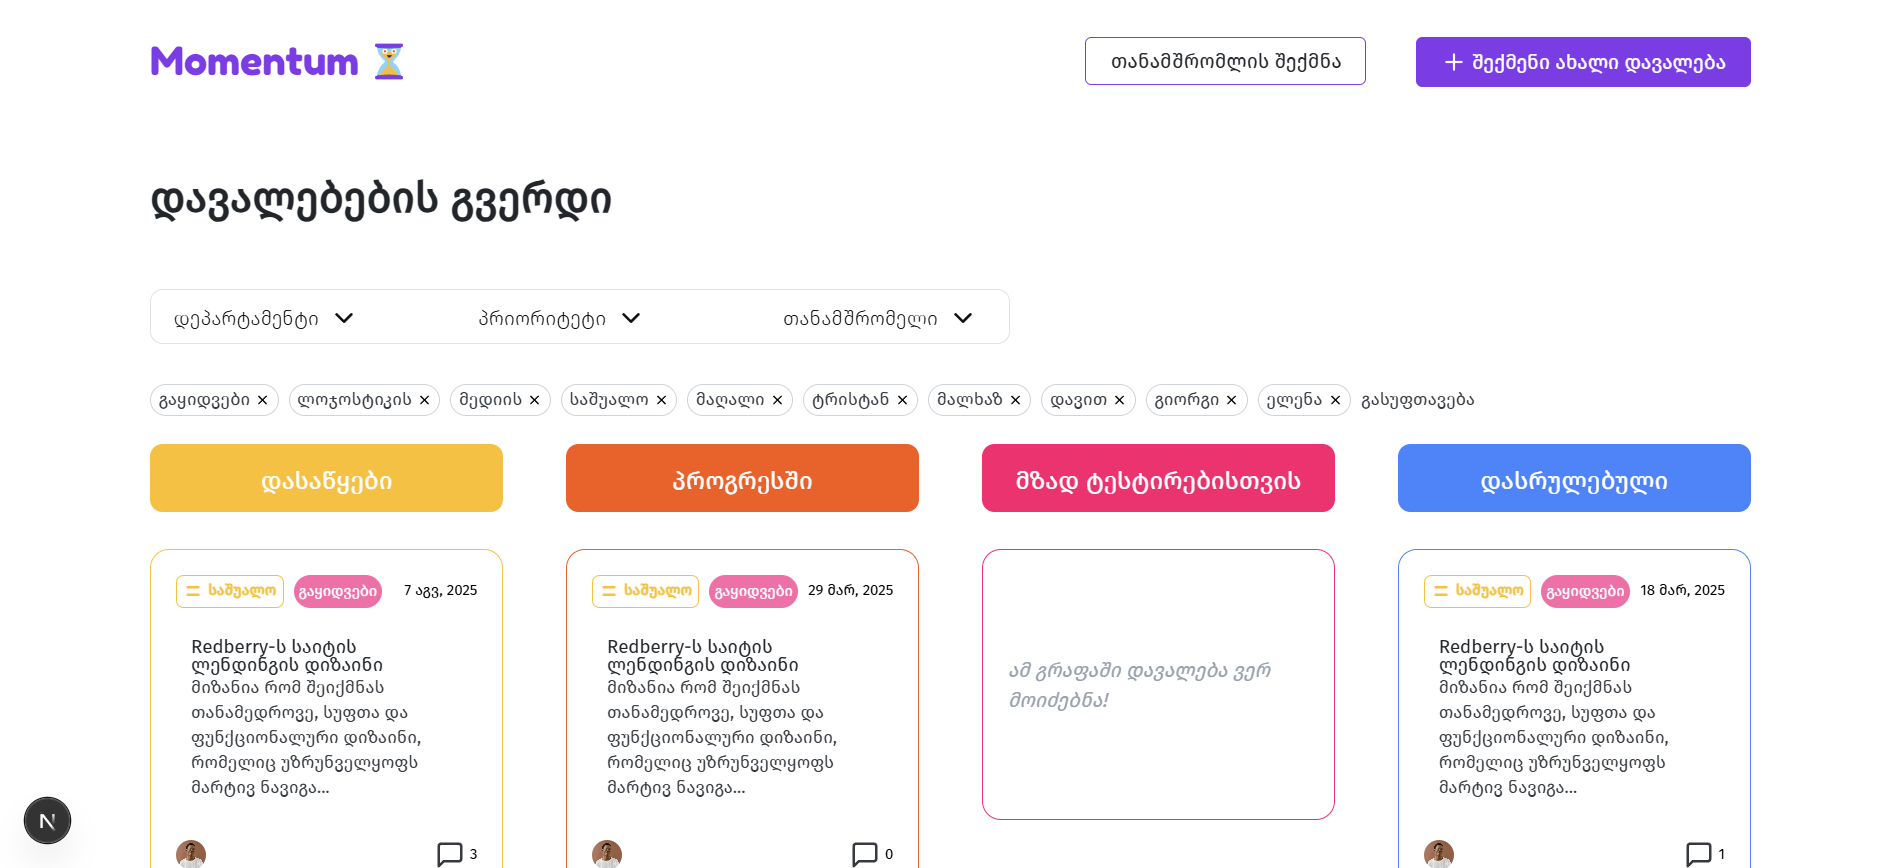 Momentum
თანამშრომლის შექმნა
შექმენი ახალი დავალება
დავალებების გვერდი
დეპარტამენტი
პრიორიტეტი
თანამშრომელი
გაყიდვები
ლოჯოსტიკის
მედიის
საშუალო
მაღალი
ტრისტან
მალხაზ
დავით
გიორგი
ელენა
გასუფთავება
დასაწყები
პროგრესში
მზად ტესტირებისთვის
დასრულებული
საშუალო
გაყიდვები
7 აგვ, 2025
Redberry-ს საიტის
ლენდინგის დიზაინი
მიზანია რომ შეიქმნას
თანამედროვე, სუფთა და
ფუნქციონალური დიზაინი,
რომელიც უზრუნველყოფს
მარტივ ნავიგა...
3
საშუალო
გაყიდვები
29 მარ, 2025
Redberry-ს საიტის
ლენდინგის დიზაინი
მიზანია რომ შეიქმნას
თანამედროვე, სუფთა და
ფუნქციონალური დიზაინი,
რომელიც უზრუნველყოფს
მარტივ ნავიგა...
0
ამ გრაფაში დავალება ვერ
მოიძებნა!
საშუალო
გაყიდვები
18 მარ, 2025
Redberry-ს საიტის
ლენდინგის დიზაინი
მიზანია რომ შეიქმნას
თანამედროვე, სუფთა და
ფუნქციონალური დიზაინი,
რომელიც უზრუნველყოფს
მარტივ ნავიგა...
1
N